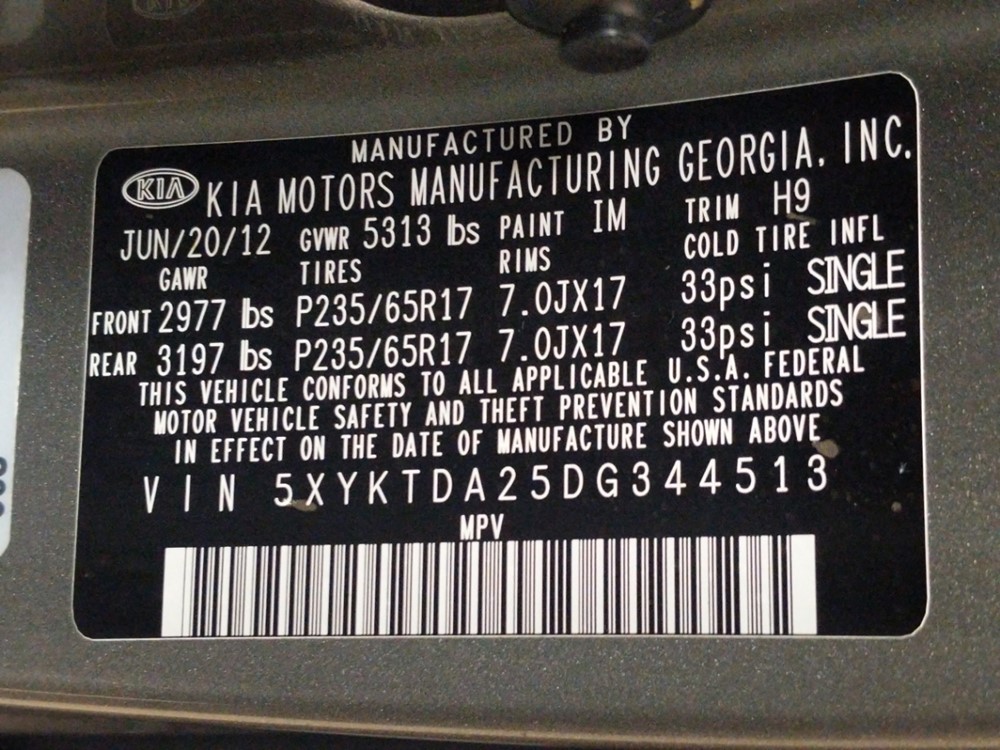 MANUFACTURED BY
KIA KIA MOTORS MANUFACTURING GEORGIA, INC.
JUN/20/12 GVWR 5313 lbs PAINT IM TRIM H9
GAWR TIRES RIMS COLD TIRE INFL
FRONT 2977 lbs P235/65R17 7.0JX17 33psi SINGLE
REAR 3197 lbs P235/65R17 7.0JX17 33psi SINGLE
THIS VEHICLE CONFORMS TO ALL APPLICABLE U.S.A. FEDERAL
MOTOR VEHICLE SAFETY AND THEFT PREVENTION STANDARDS
IN EFFECT ON THE DATE OF MANUFACTURE SHOWN ABOVE
VIN 5XYKTDA25DG344513
MPV